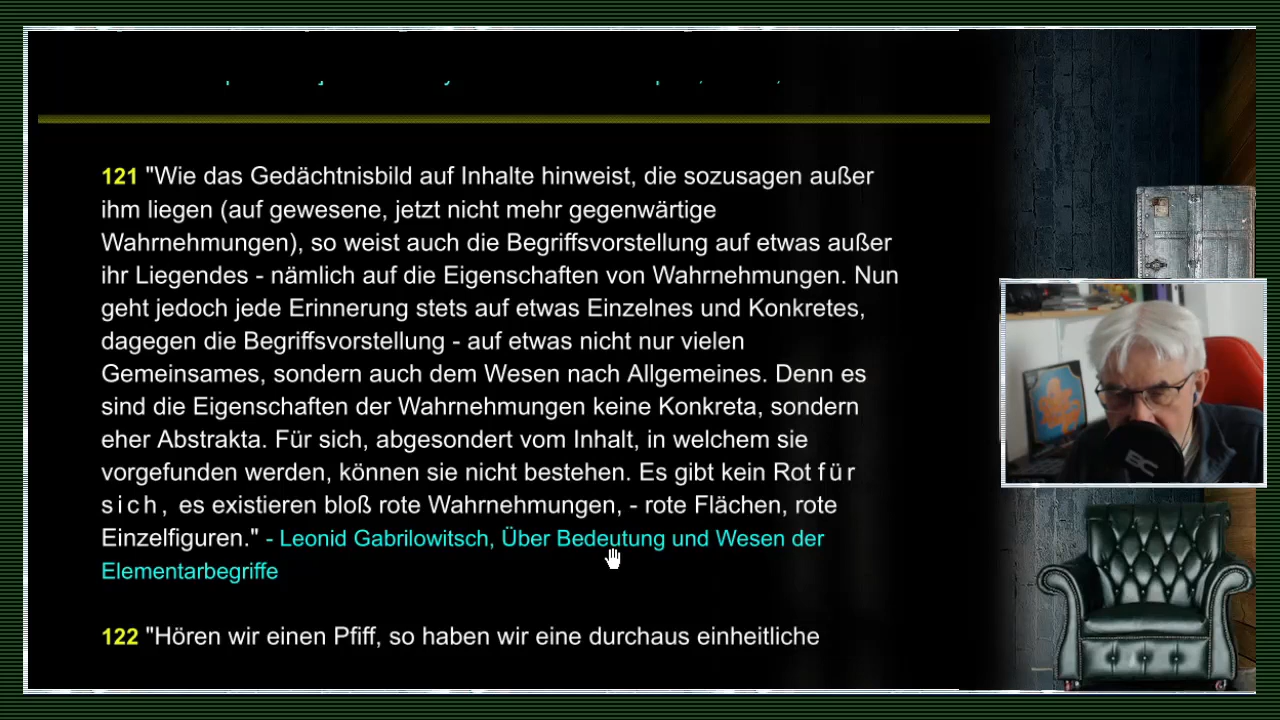 121 "Wie das Gedächtnisbild auf Inhalte hinweist, die sozusagen außer
ihm liegen (auf gewesene, jetzt nicht mehr gegenwärtige
Wahrnehmungen), so weist auch die Begriffsvorstellung auf etwas außer
ihr Liegendes - nämlich auf die Eigenschaften von Wahrnehmungen. Nun
geht jedoch jede Erinnerung stets auf etwas Einzelnes und Konkretes,
dagegen die Begriffsvorstellung - auf etwas nicht nur vielen
Gemeinsames, sondern auch dem Wesen nach Allgemeines. Denn es
sind die Eigenschaften der Wahrnehmungen keine Konkreta, sondern
eher Abstrakta. Für sich, abgesondert vom Inhalt, in welchem sie
vorgefunden werden, können sie nicht bestehen. Es gibt kein Rot für
sich, es existieren bloß rote Wahrnehmungen, - rote Flächen, rote
Einzelfiguren." - Leonid Gabrilowitsch, Über Bedeutung und Wesen der
Elementarbegriffe
122 "Hören wir einen Pfiff, so haben wir eine durchaus einheitliche